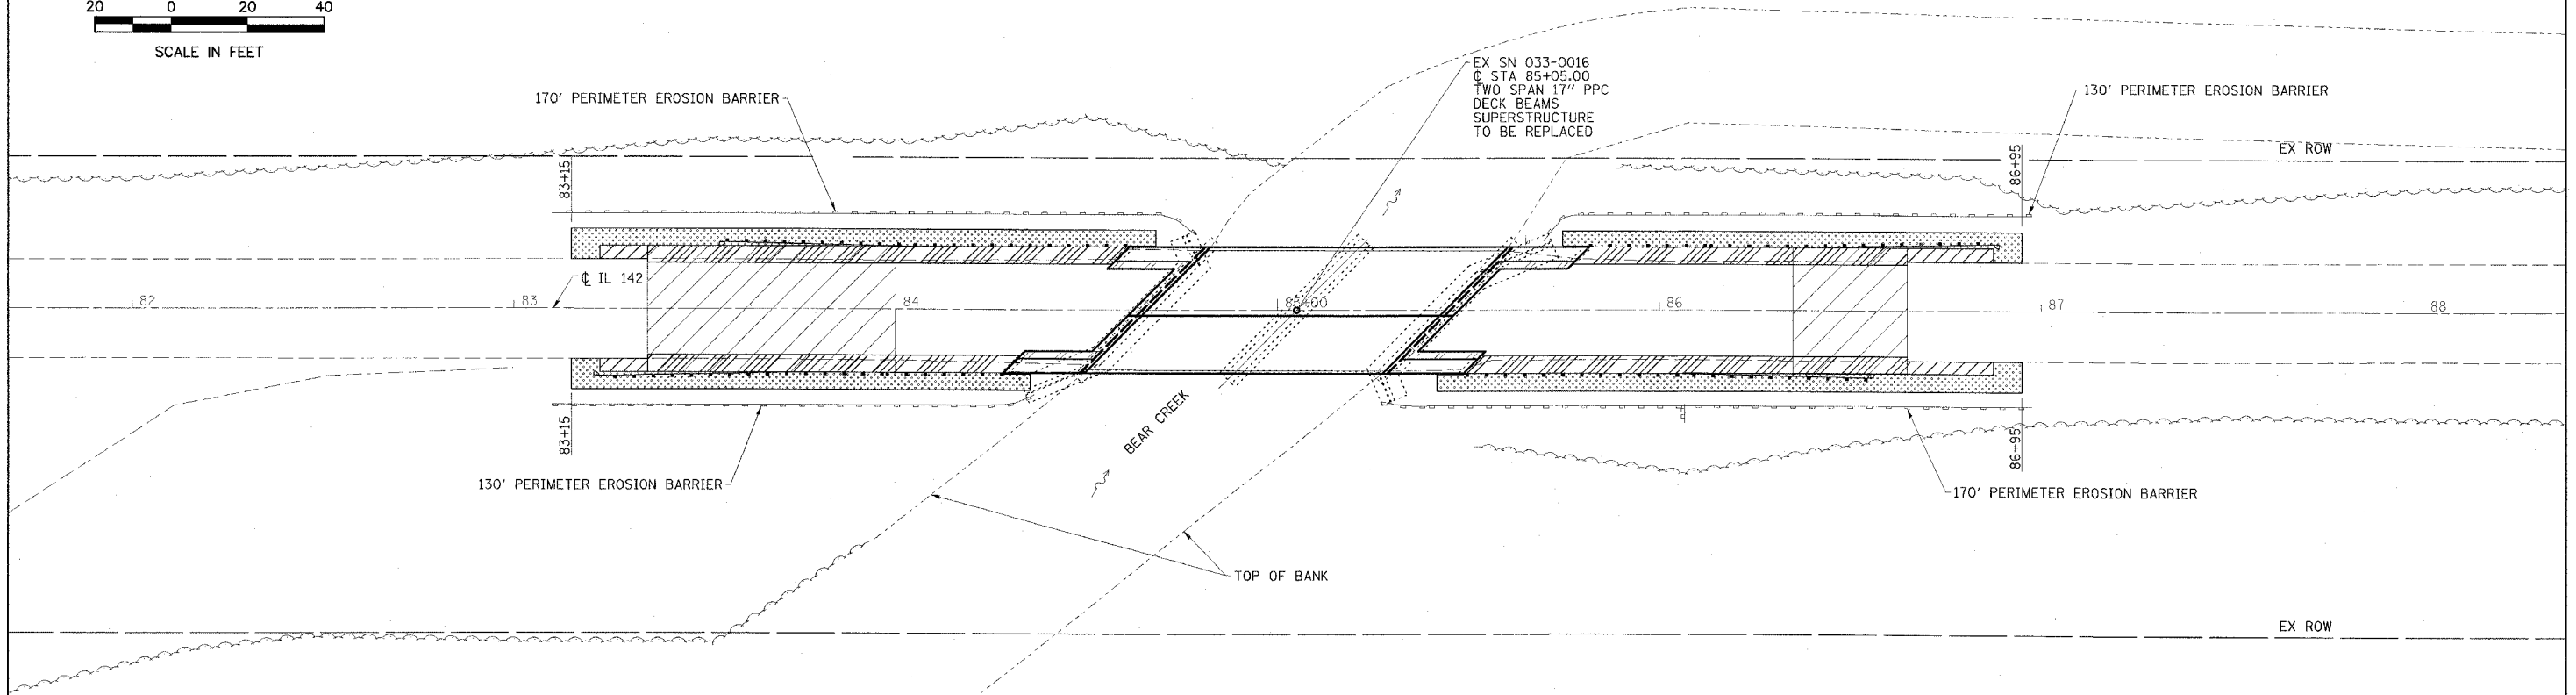 20 0 20 40
SCALE IN FEET
170' PERIMETER EROSION BARRIER
EX SN 033-0016
℄ STA 85+05.00
TWO SPAN 17" PPC
DECK BEAMS
SUPERSTRUCTURE
TO BE REPLACED
130' PERIMETER EROSION BARRIER
EX ROW
83+15
86+95
℄ IL 142
82
83
84
85+00
86
87
88
BEAR CREEK
83+15
86+95
130' PERIMETER EROSION BARRIER
170' PERIMETER EROSION BARRIER
TOP OF BANK
EX ROW